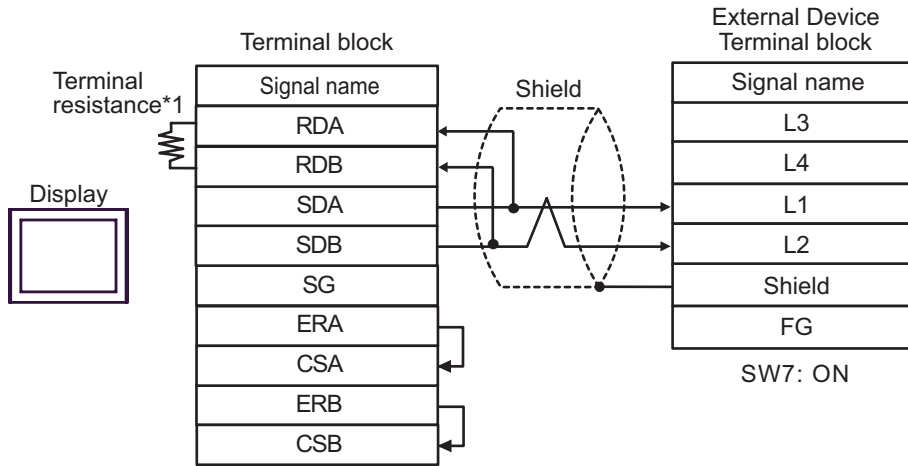 External Device
Terminal block
Terminal block
Terminal
resistance*1
Signal name
Shield
Signal name
RDA
L3
RDB
L4
Display
SDA
L1
SDB
L2
SG
Shield
ERA
FG
CSA
SW7: ON
ERB
CSB